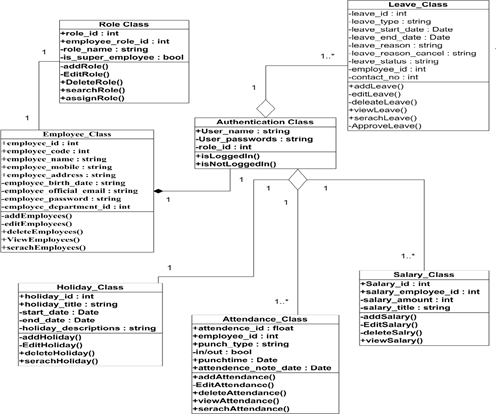 Role Class
+role_id : int
+employee_role_id : int
-role_name : string
-is_super_employee : bool
-addRole()
-EditRole()
+DeleteRole()
+searkRole()
+assignRole()
1
1
Employee_Class
+employee_id : int
+employee_code : int
+employee_name : string
+employee_mobile : string
+employee_address : string
-employee_birth_date : string
-employee official_email : string
-employee_password : string
-employee_department_id : int
-addEmployees()
-editEmployees()
+deleteEmployees()
+ViewEmployees()
+serachEmployees()
1
1
Authentication Class
+User_name : string
-User_passwords : string
-role_id : int
+isLoggedIn()
+isNotLoggedIn()
1
1..*
Leave_Class
-leave_id : int
-leave_type : string
-leave_start_date : Date
-leave_end_date : Date
-leave_reason : string
-leave_reason_cancel : string
-leave_status : string
-employee_id : int
-contact_no : int
+addLeave()
-editLeave()
-deleateLeave()
+viewLeave()
+serachLeave()
-ApproveLeave()
1
1
1
1
Holiday_Class
+holiday_id : int
+holiday_title : string
-start_date : Date
-end_date : Date
-holiday_descriptions : string
+addHoliday()
-EditHoliday()
+deleteHoliday()
+serachHoliday()
1..*
Attendance_Class
+attendence_id : float
+employee_id : int
+punch_type : string
-in/out : bool
+punchtime : Date
+attendence_note_date : Date
+addAttendance()
-EditAttendance()
+deleteAttendance()
+viewAttendance()
+serachAttendance()
1..*
Salary_Class
+Salary_id : int
+salary_employee_id : int
-salary_amount : int
-salary_title : string
-addSalary()
-EditSalary()
-deleteSalry()
+viewSalary()